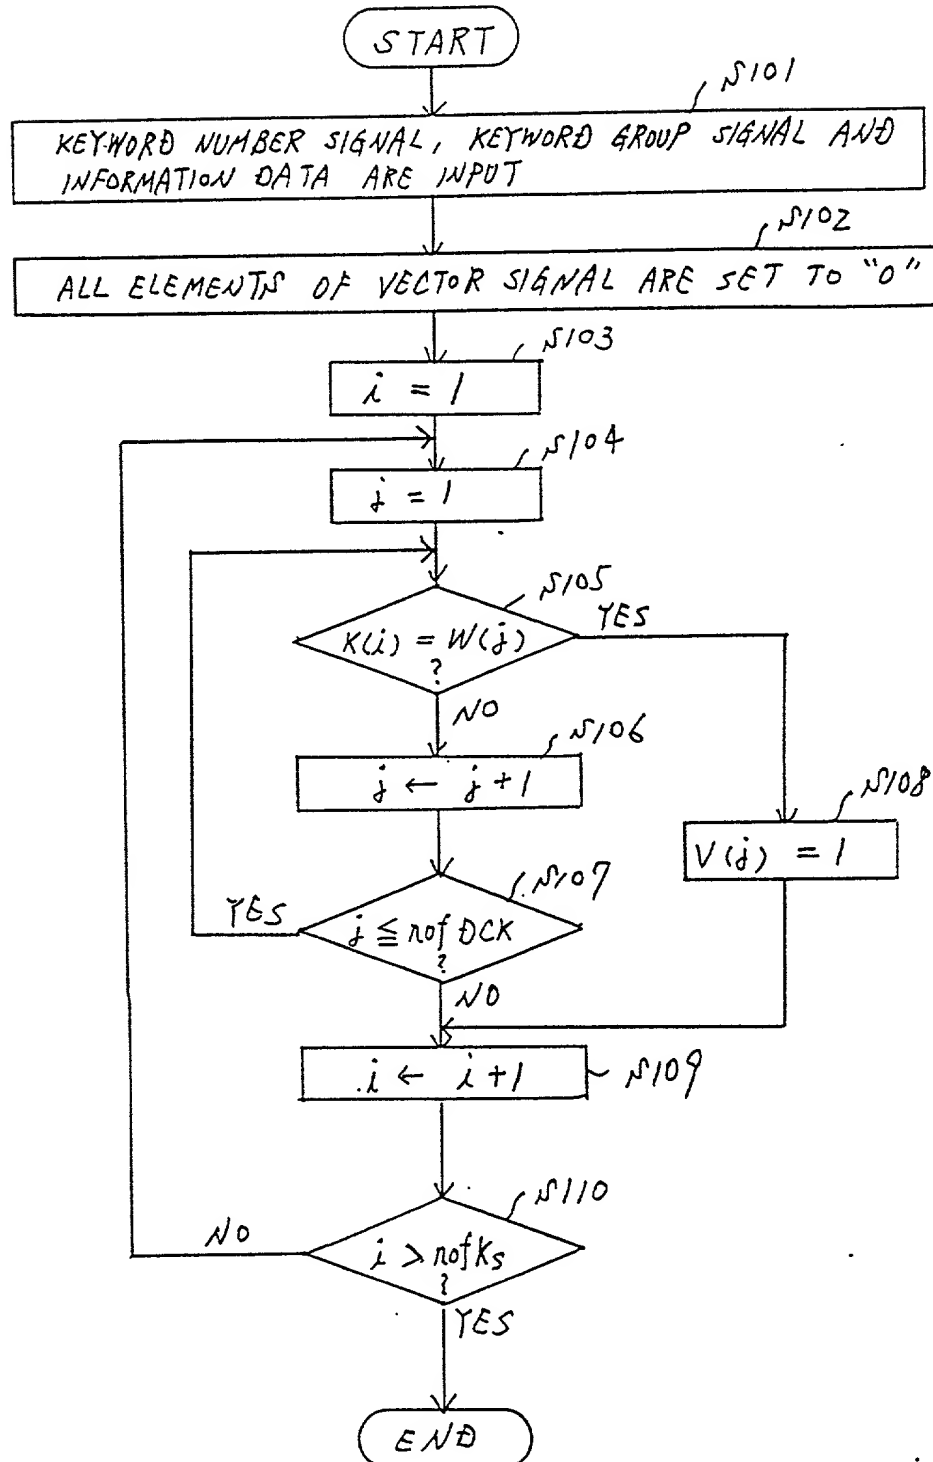 START
S101
KEYWORD NUMBER SIGNAL, KEYWORD GROUP SIGNAL AND
INFORMATION DATA ARE INPUT
S102
ALL ELEMENTS OF VECTOR SIGNAL ARE SET TO "0"
S103
i = 1
S104
j = 1
S105
K(i) = W(j)
?
YES
NO
S106
j ← j+1
S108
V(j) = 1
S107
YES
j ≦ nofDCK
?
NO
i ← i+1
S109
S110
NO
i > nofKs
?
YES
END